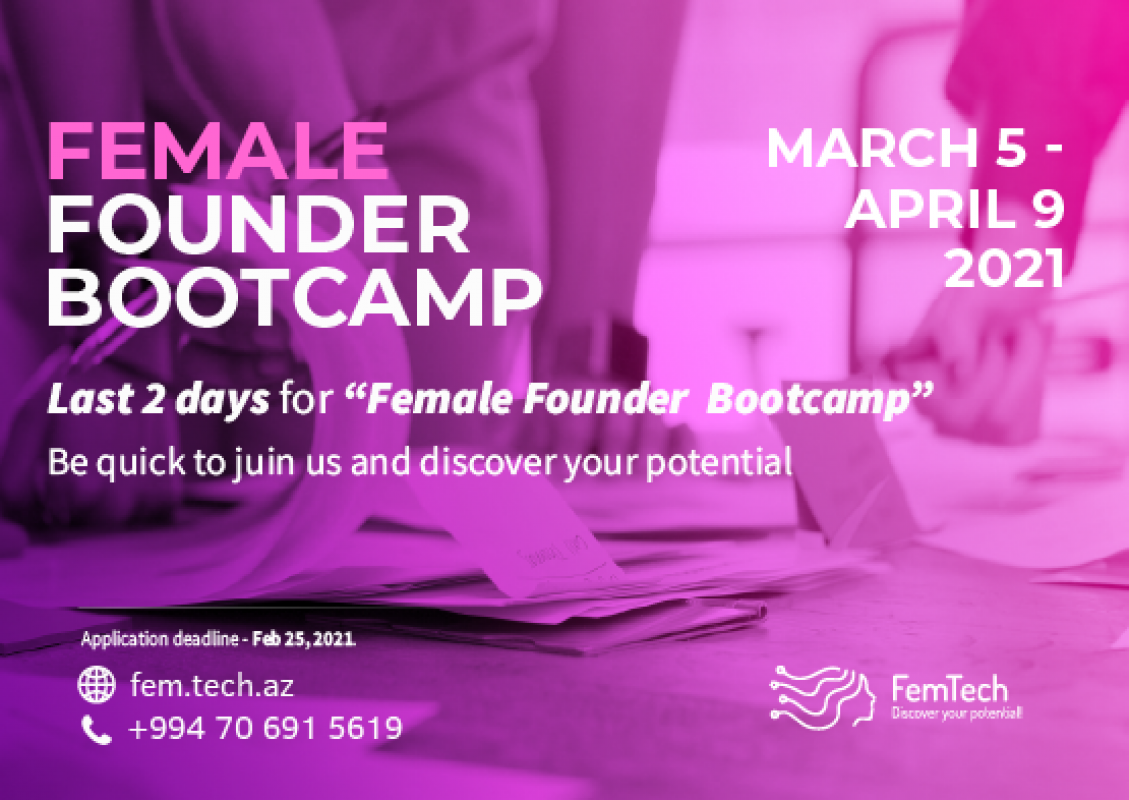 FEMALE
FOUNDER
BOOTCAMP
MARCH 5 -
APRIL 9
2021
Last 2 days for “Female Founder Bootcamp”
Be quick to juin us and discover your potential
Application deadline - Feb 25, 2021.
fem.tech.az
+994 70 691 5619
FemTech
Discover your potential!